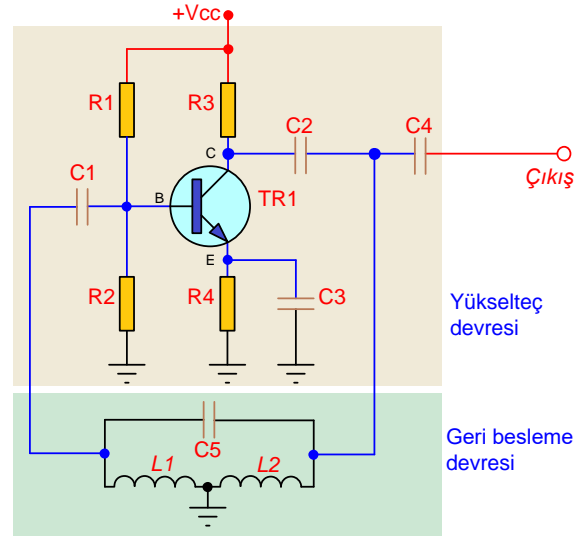 +Vcc
R1
R3
C2
C4
C
Çıkış
C1
B
TR1
E
R2
R4
C3
Yükselteç
devresi
C5
Geri besleme
devresi
L1
L2